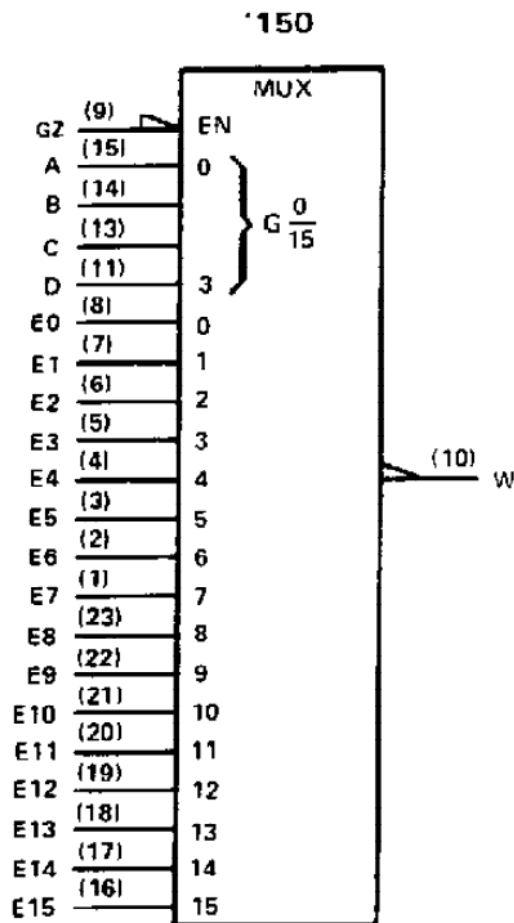 '150
MUX
GZ (9) EN
A (15) 0
B (14)
C (13)
G 0/15
D (11) 3
E0 (8) 0
E1 (7) 1
E2 (6) 2
E3 (5) 3
E4 (4) 4
(10) W
E5 (3) 5
E6 (2) 6
E7 (1) 7
E8 (23) 8
E9 (22) 9
E10 (21) 10
E11 (20) 11
E12 (19) 12
E13 (18) 13
E14 (17) 14
E15 (16) 15